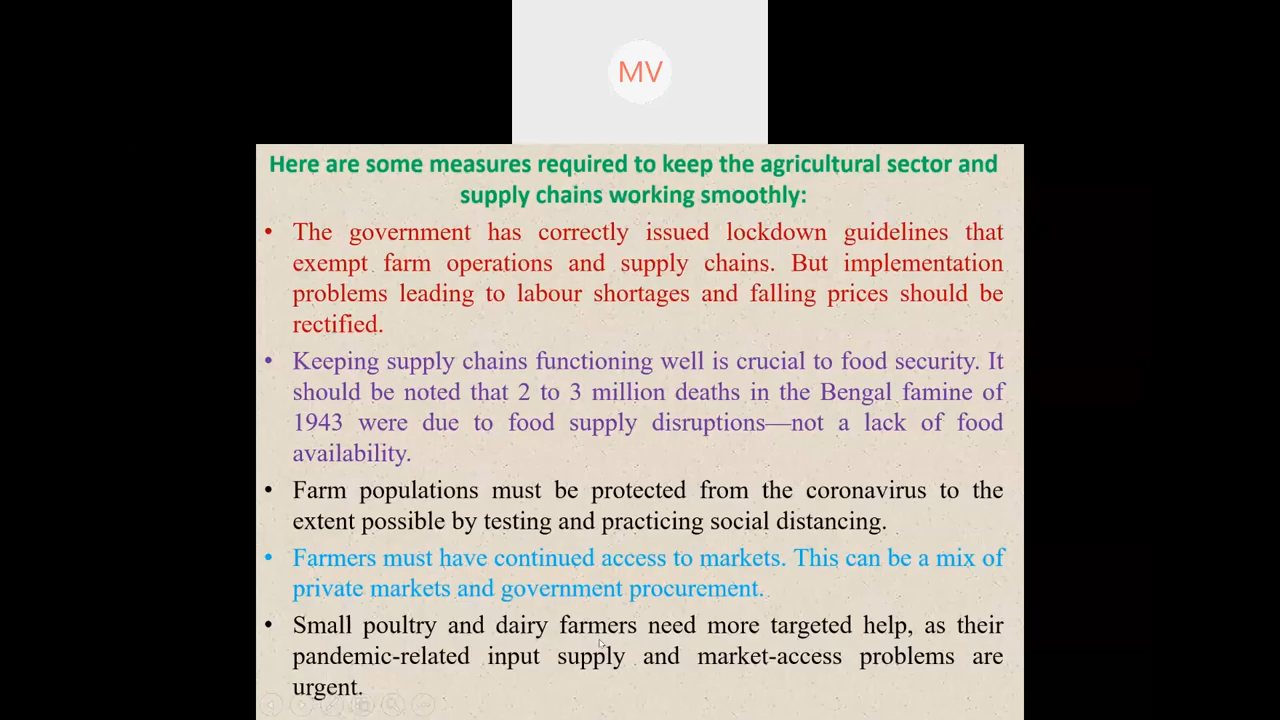 MV
Here are some measures required to keep the agricultural sector and
supply chains working smoothly:
• The government has correctly issued lockdown guidelines that
exempt farm operations and supply chains. But implementation
problems leading to labour shortages and falling prices should be
rectified.
• Keeping supply chains functioning well is crucial to food security. It
should be noted that 2 to 3 million deaths in the Bengal famine of
1943 were due to food supply disruptions—not a lack of food
availability.
• Farm populations must be protected from the coronavirus to the
extent possible by testing and practicing social distancing.
• Farmers must have continued access to markets. This can be a mix of
private markets and government procurement.
• Small poultry and dairy farmers need more targeted help, as their
pandemic-related input supply and market-access problems are
urgent.